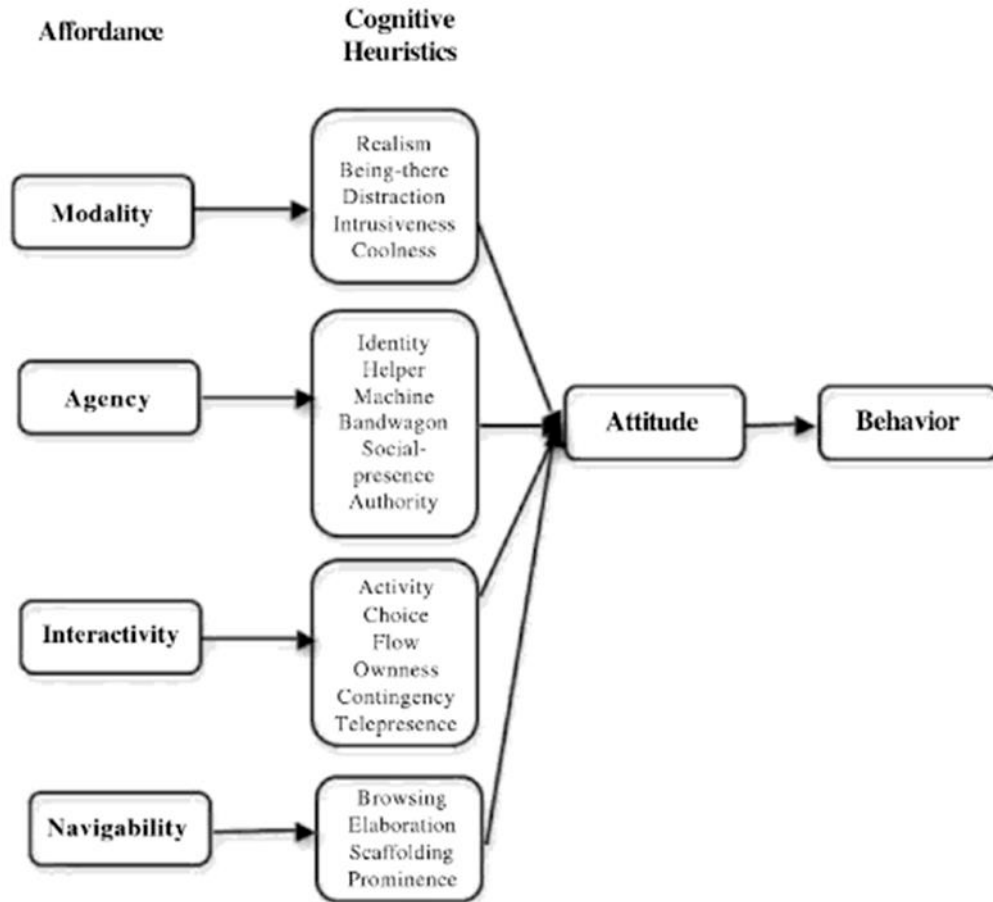 Affordance
Cognitive
Heuristics
Modality
Realism
Being-there
Distraction
Intrusiveness
Coolness
Agency
Identity
Helper
Machine
Bandwagon
Social-
presence
Authority
Attitude
Behavior
Interactivity
Activity
Choice
Flow
Ownness
Contingency
Telepresence
Navigability
Browsing
Elaboration
Scaffolding
Prominence